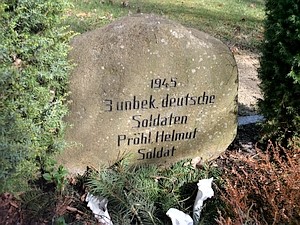 1945
3 unbek. deutsche
Soldaten
Pröhl, Helmut
Soldat